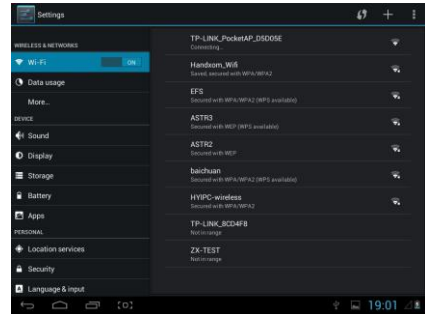 Settings
WIRELESS & NETWORKS
Wi-Fi ON
Data usage
More...
DEVICE
Sound
Display
Storage
Battery
Apps
PERSONAL
Location services
Security
Language & input
TP-LINK_PocketAP_D5D05E
Connecting...
Handxom_Wifi
Saved, secured with WPA/WPA2
EFS
Secured with WPA/WPA2 (WPS available)
ASTR3
Secured with WEP (WPS available)
ASTR2
Secured with WEP
baichuan
Secured with WPA/WPA2 (WPS available)
HYIPC-wireless
Secured with WPA/WPA2
TP-LINK_8CD4F8
Not in range
ZX-TEST
Not in range
19:01